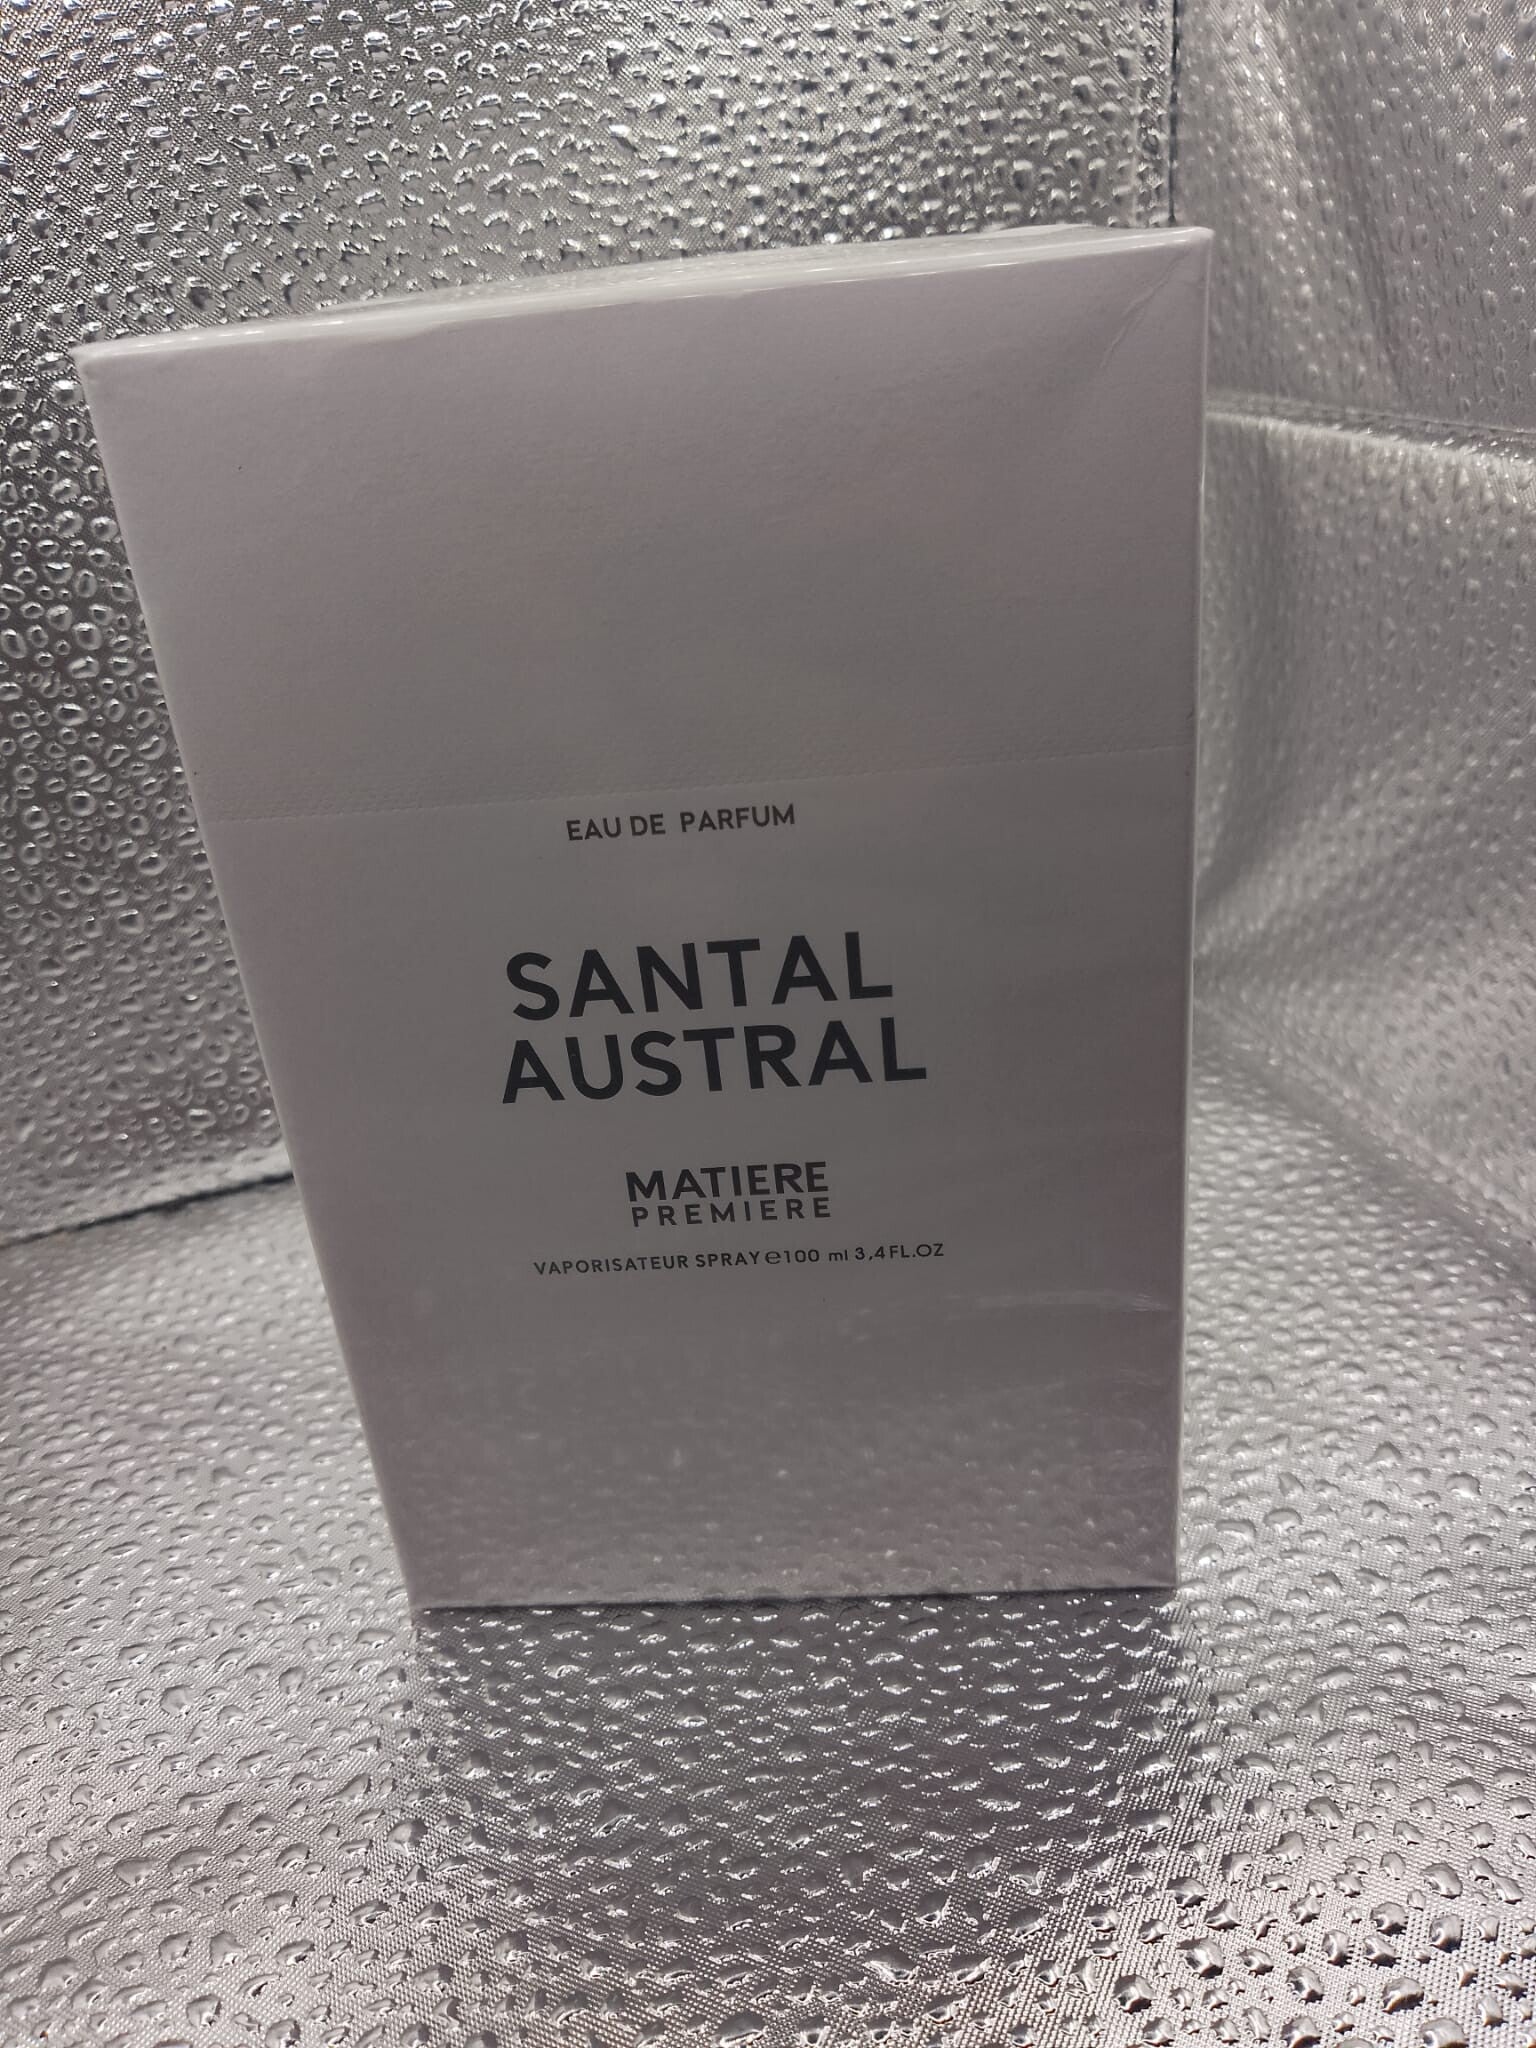 EAU DE PARFUM
SANTAL
AUSTRAL
MATIERE
PREMIERE
VAPORISATEUR SPRAY ℮100 ml 3,4FL.OZ